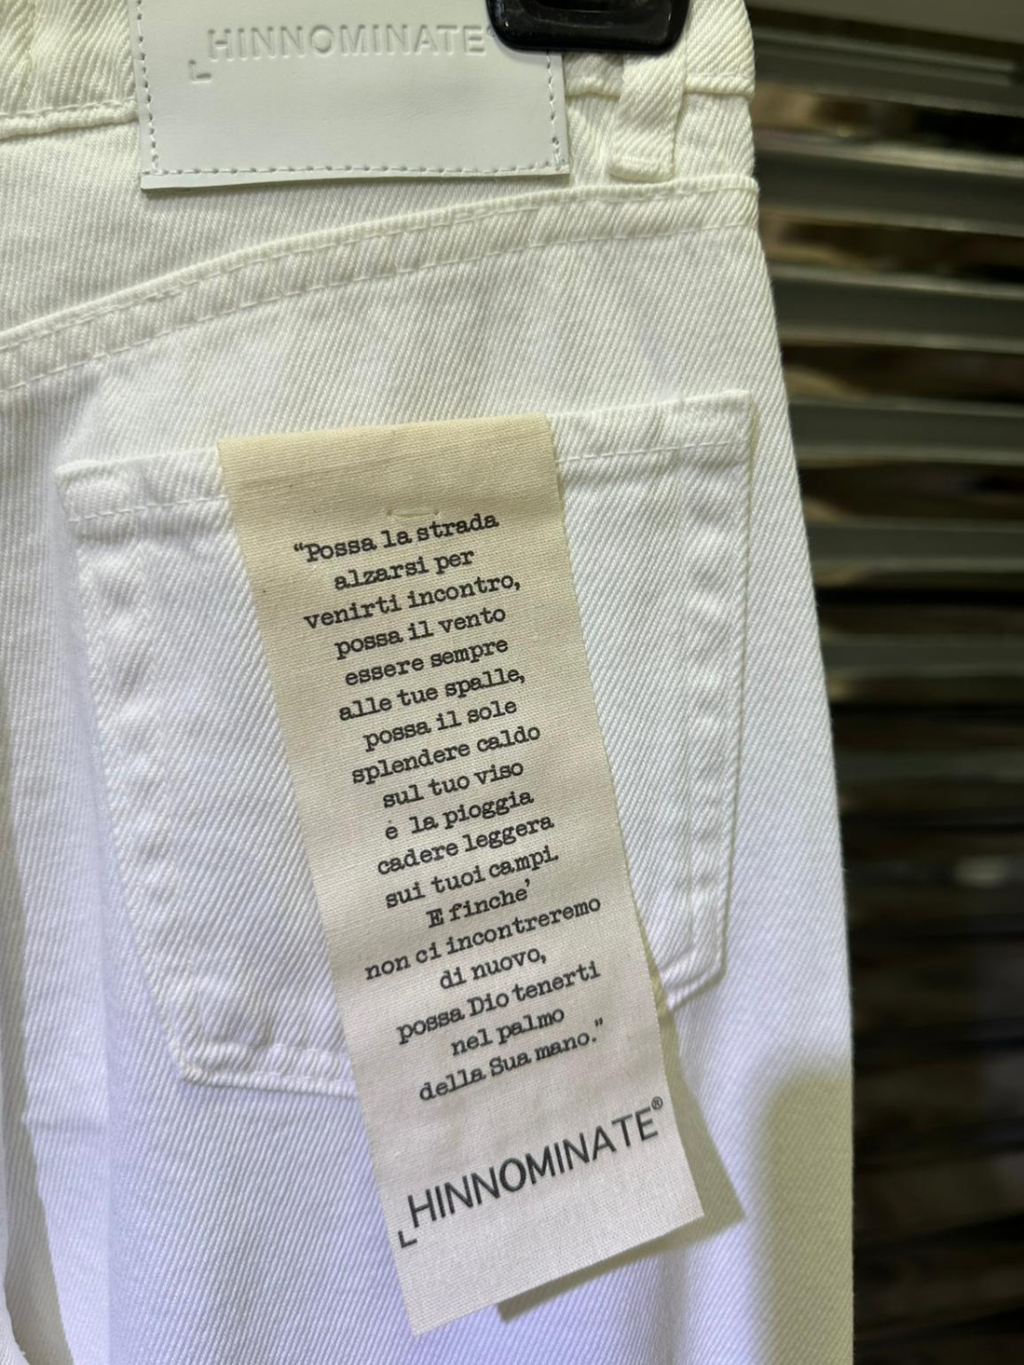 HINNOMINATE®
“Possa la strada
alzarsi per
venirti incontro,
possa il vento
essere sempre
alle tue spalle,
possa il sole
splendere caldo
sul tuo viso
e la pioggia
cadere leggera
sui tuoi campi.
E finche'
non ci incontreremo
di nuovo,
possa Dio tenerti
nel palmo
della Sua mano.”
HINNOMINATE®